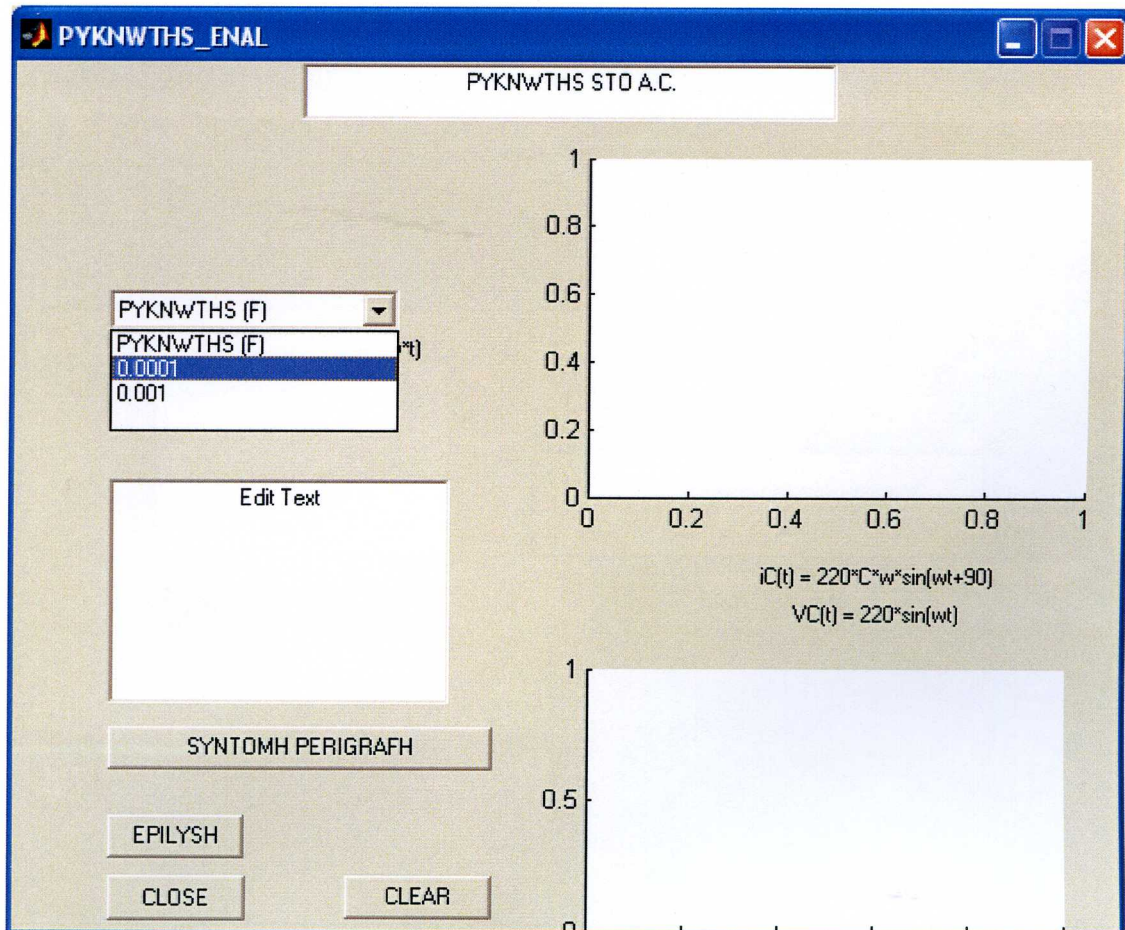 PYKNWTHS_ENAL
PYKNWTHS STO A.C.
PYKNWTHS (F)
PYKNWTHS (F)
0.0001
0.001
*t)
Edit Text
SYNTOMH PERIGRAFH
EPILYSH
CLOSE
CLEAR
1
0.8
0.6
0.4
0.2
0
0 0.2 0.4 0.6 0.8 1
iC(t) = 220*C*w*sin(wt+90)
VC(t) = 220*sin(wt)
1
0.5
0